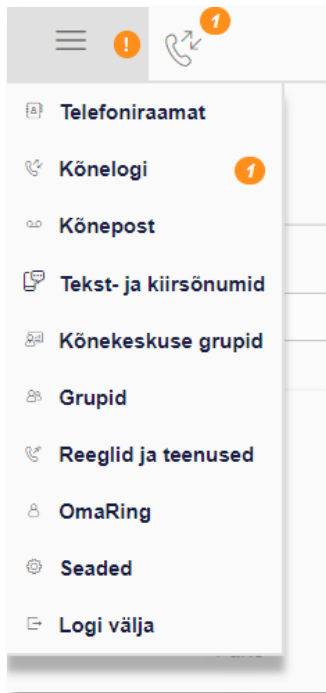 !
1
Telefoniraamat
Kõnelogi 1
Kõnepost
Tekst- ja kiirsõnumid
Kõnekeskuse grupid
Grupid
Reeglid ja teenused
OmaRing
Seaded
Logi välja